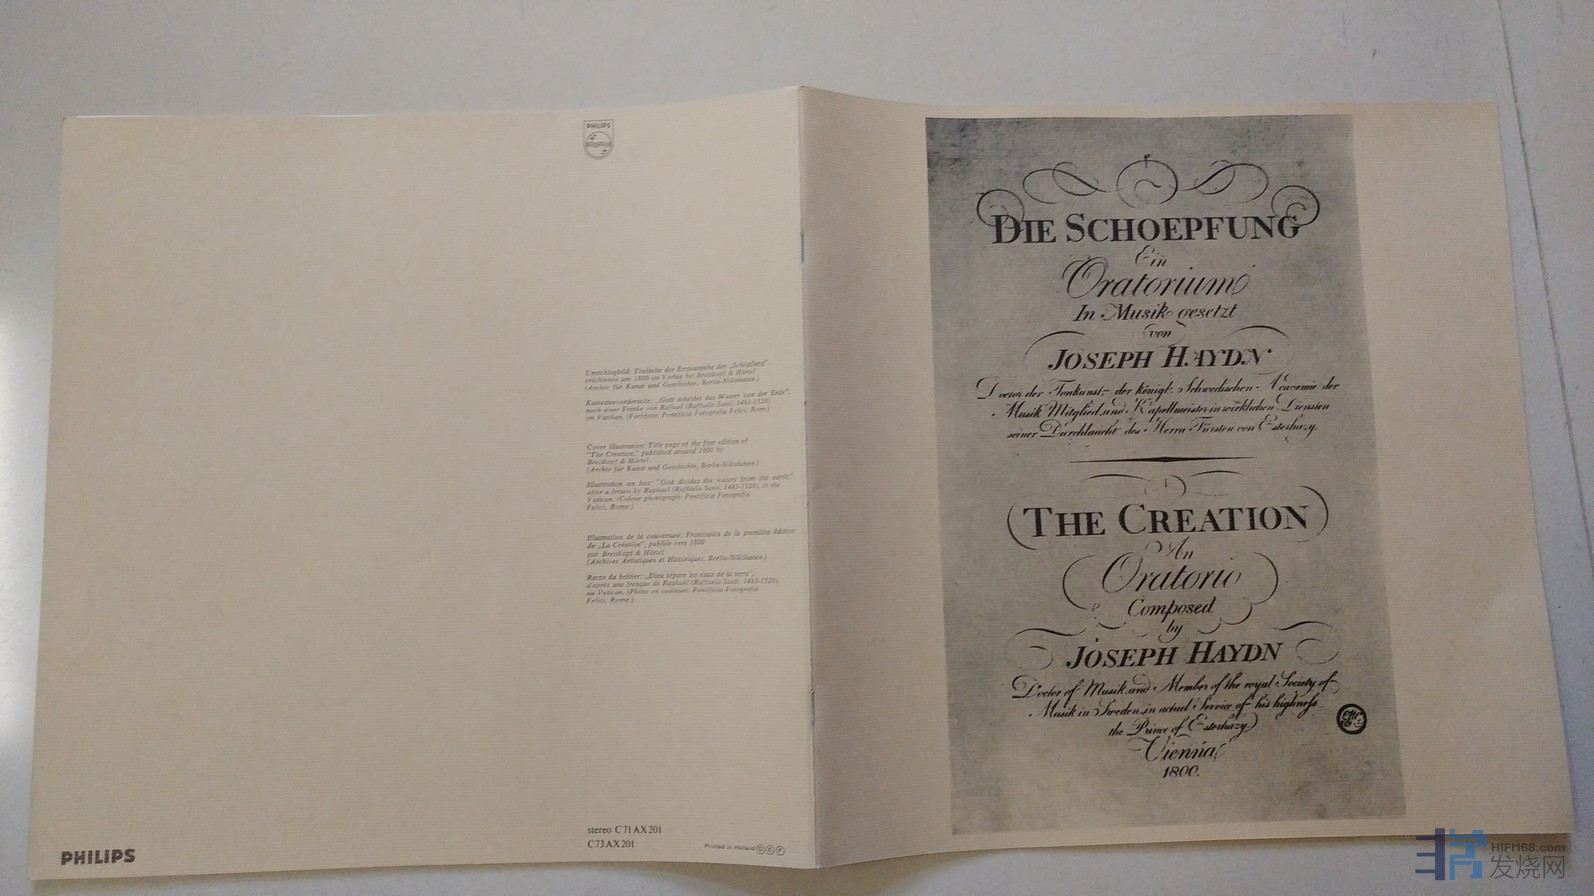 PHILIPS
Umschlagbild: Titelseite der Erstausgabe der „Schöpfung",
erschienen um 1800 im Verlag bei Breitkopf & Härtel
(Archiv für Kunst und Geschichte, Berlin-Nikolassee.)
Kassettenvorderseite: „Gott scheidet das Wasser von der Erde",
nach einer Freske von Raffael (Raffaello Santi, 1483-1520)
im Vatikan. (Farbfoto: Pontificia Fotografia Felici, Rom.)
Cover illustration: Title page of the first edition of
"The Creation," published around 1800 by
Breitkopf & Härtel
(Archiv für Kunst und Geschichte, Berlin-Nikolassee.)
Illustration on box: "God divides the waters from the earth,"
after a fresco by Raphael (Raffaello Santi, 1483-1520), in the
Vatican. (Colour photograph: Pontificia Fotografia
Felici, Rome.)
Illustration de la couverture: Frontispice de la première édition
de „La Création", publiée vers 1800
par Breitkopf & Härtel
(Archives Artistiques et Historiques, Berlin-Nikolassee.)
Recto du boîtier: „Dieu sépare les eaux de la terre",
d'après une fresque de Raphaël (Raffaello Santi, 1483-1520),
au Vatican. (Photo en couleurs: Pontificia Fotografia
Felici, Rome.)
stereo C 71 AX 201
C 73 AX 201
Printed in Holland
PHILIPS
DIE SCHOEPFUNG
Ein
Oratorium
In Musik gesetzt
von
JOSEPH HAYDN
Doctor der Tonkunst, der königl. Schwedischen Academie der
Musik Mitglied, und Kapellmeister in wirklichen Diensten
seiner Durchlaucht des Herrn Fürsten von Esterhazy.
THE CREATION
An
Oratorio
Composed
by
JOSEPH HAYDN
Doctor of Musik, and Member of the royal Society of
Musik in Sweden, in actual Service of his highness
the Prince of Esterhazy
Vienna
1800.
HIFH68.com
发烧网